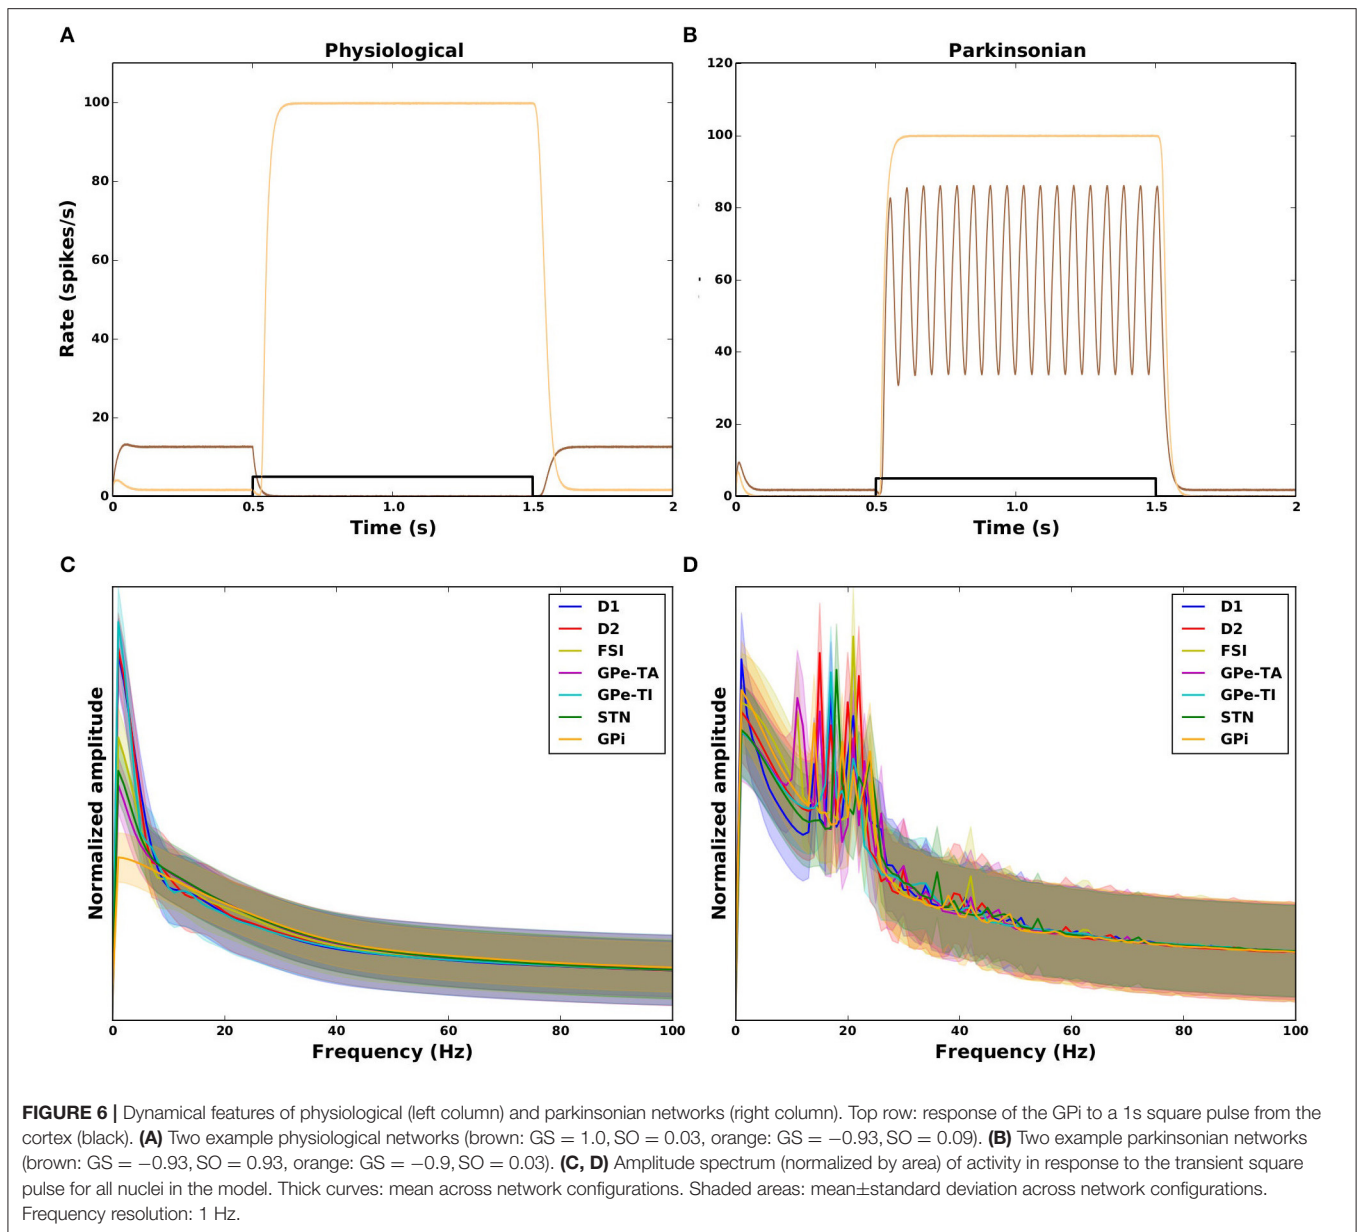 A
Physiological
B
Parkinsonian
Rate (spikes/s)
100
80
60
40
20
0
0
0.5
1.0
1.5
2
Time (s)
120
100
80
60
40
20
0
0
0.5
1.0
1.5
2
Time (s)
C
Normalized amplitude
D1
D2
FSI
GPe-TA
GPe-TI
STN
GPi
0
20
40
60
80
100
Frequency (Hz)
D
Normalized amplitude
D1
D2
FSI
GPe-TA
GPe-TI
STN
GPi
0
20
40
60
80
100
Frequency (Hz)
FIGURE 6 | Dynamical features of physiological (left column) and parkinsonian networks (right column). Top row: response of the GPi to a 1s square pulse from the
cortex (black). (A) Two example physiological networks (brown: GS = 1.0, SO = 0.03, orange: GS = −0.93, SO = 0.09). (B) Two example parkinsonian networks
(brown: GS = −0.93, SO = 0.93, orange: GS = −0.9, SO = 0.03). (C, D) Amplitude spectrum (normalized by area) of activity in response to the transient square
pulse for all nuclei in the model. Thick curves: mean across network configurations. Shaded areas: mean±standard deviation across network configurations.
Frequency resolution: 1 Hz.